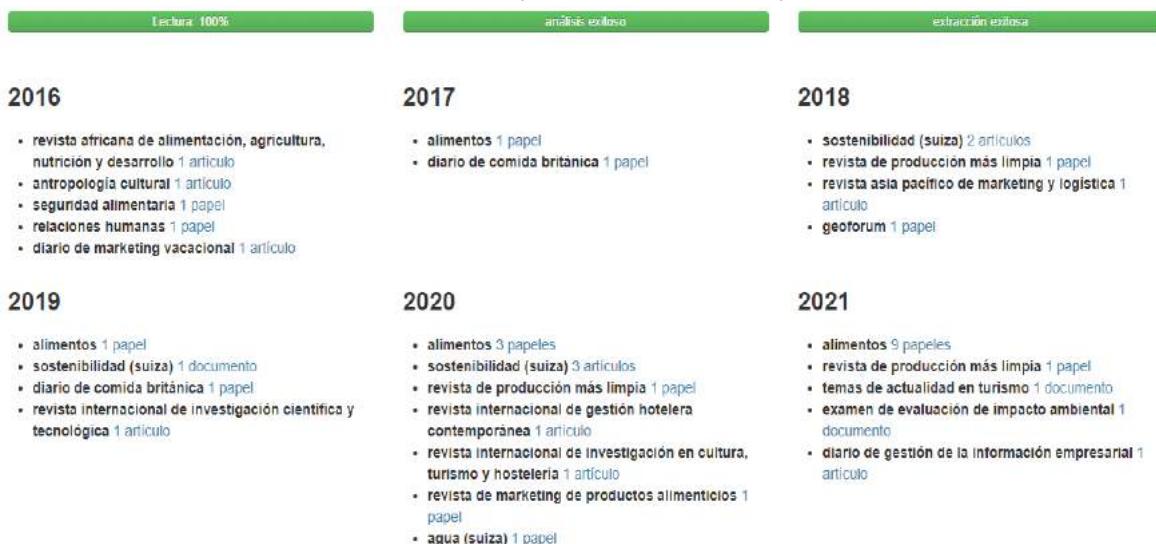 Lectura: 100%
análisis exitoso
extracción exitosa
2016
• revista africana de alimentación, agricultura,
nutrición y desarrollo 1 artículo
• antropología cultural 1 artículo
• seguridad alimentaria 1 papel
• relaciones humanas 1 papel
• diario de marketing vacacional 1 artículo
2017
• alimentos 1 papel
• diario de comida británica 1 papel
2018
• sostenibilidad (suiza) 2 artículos
• revista de producción más limpia 1 papel
• revista asia pacífico de marketing y logística 1
artículo
• geoforum 1 papel
2019
• alimentos 1 papel
• sostenibilidad (suiza) 1 documento
• diario de comida británica 1 papel
• revista internacional de investigación científica y
tecnológica 1 artículo
2020
• alimentos 3 papeles
• sostenibilidad (suiza) 3 artículos
• revista de producción más limpia 1 papel
• revista internacional de gestión hotelera
contemporánea 1 artículo
• revista internacional de investigación en cultura,
turismo y hostelería 1 artículo
• revista de marketing de productos alimenticios 1
papel
• agua (suiza) 1 papel
2021
• alimentos 9 papeles
• revista de producción más limpia 1 papel
• temas de actualidad en turismo 1 documento
• examen de evaluación de impacto ambiental 1
documento
• diario de gestión de la información empresarial 1
artículo